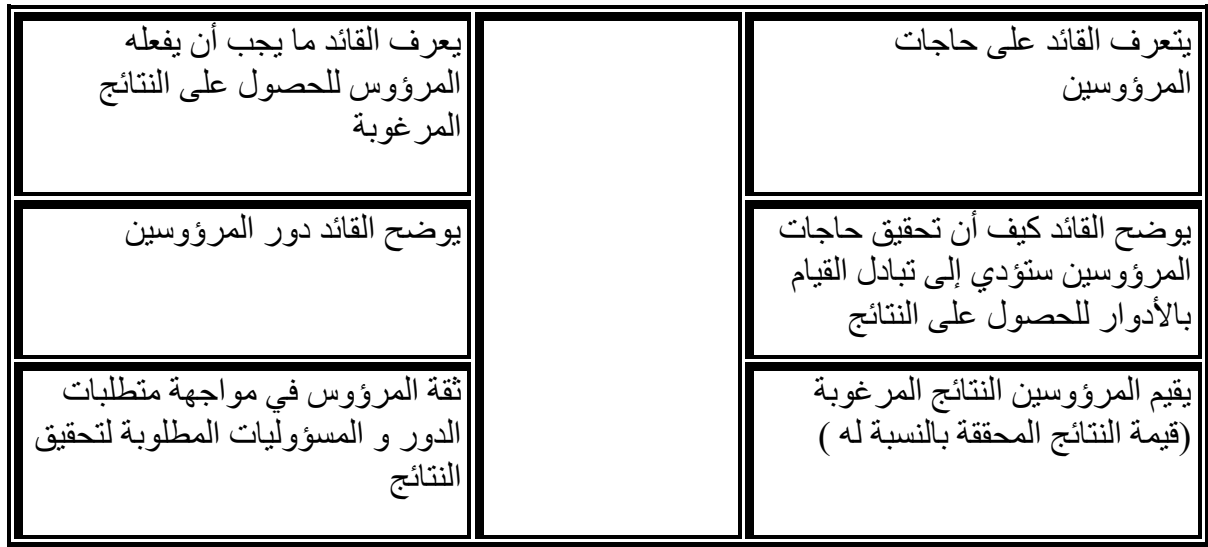 يتعرف القائد على حاجات
المرؤوسين
يعرف القائد ما يجب أن يفعله
المرؤوس للحصول على النتائج
المرغوبة
يوضح القائد كيف أن تحقيق حاجات
المرؤوسين ستؤدي إلى تبادل القيام
بالأدوار للحصول على النتائج
يوضح القائد دور المرؤوسين
يقيم المرؤوسين النتائج المرغوبة
(قيمة النتائج المحققة بالنسبة له )
ثقة المرؤوس في مواجهة متطلبات
الدور و المسؤوليات المطلوبة لتحقيق
النتائج